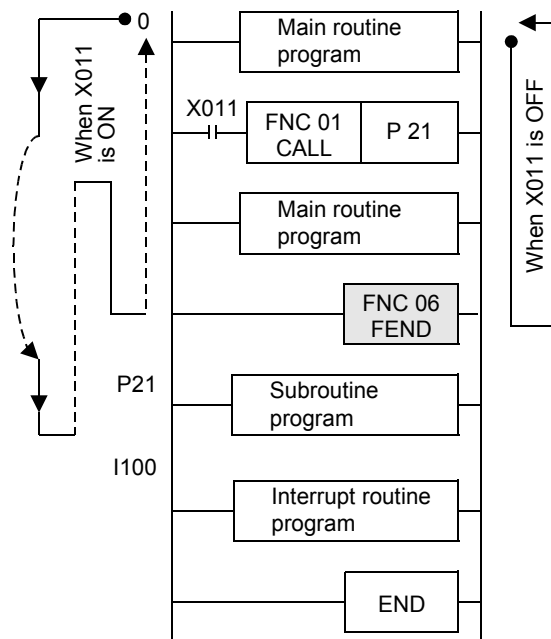 0
Main routine
program
When X011
is ON
When X011 is OFF
X011
FNC 01
CALL
P 21
Main routine
program
FNC 06
FEND
P21
Subroutine
program
I100
Interrupt routine
program
END